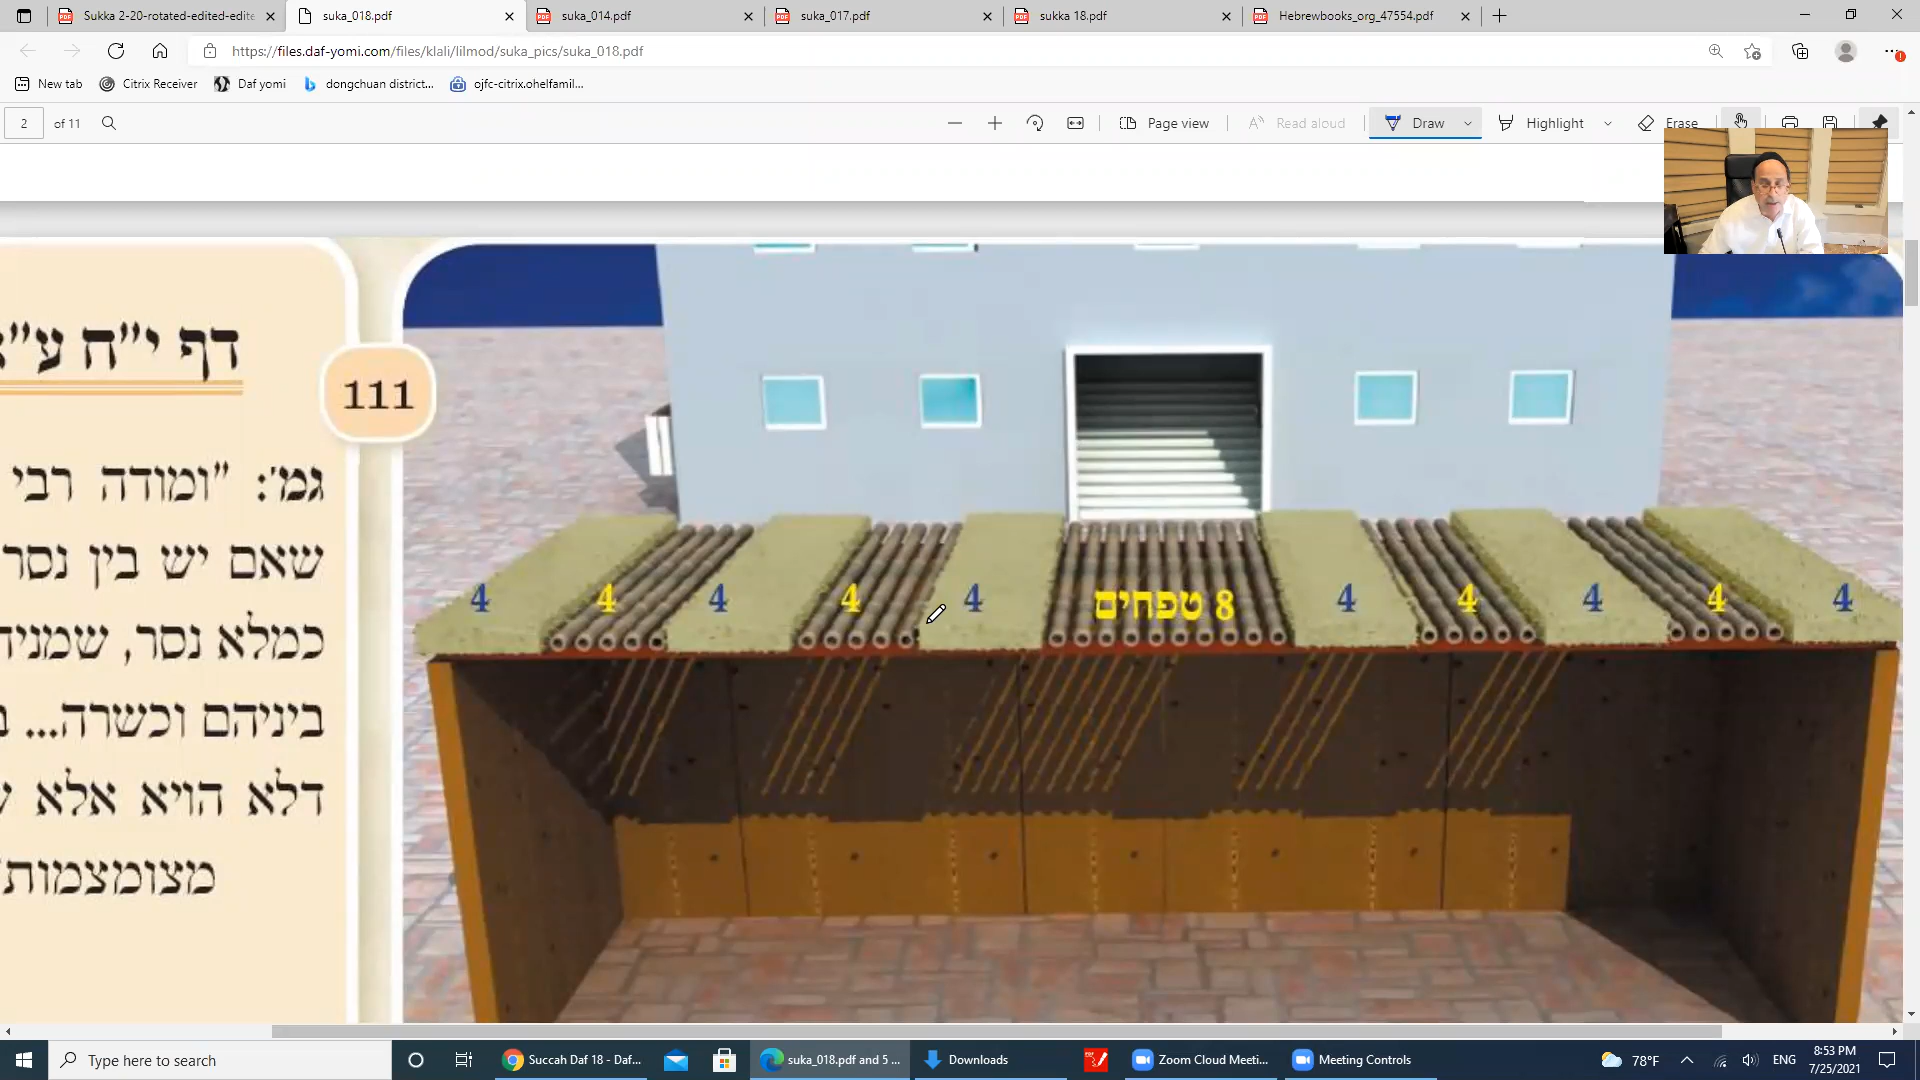 Sukka 2-20-rotated-edited-edite
suka_018.pdf
suka_014.pdf
suka_017.pdf
sukka 18.pdf
Hebrewbooks_org_47554.pdf
https://files.daf-yomi.com/files/klali/lilmod/suka_pics/suka_018.pdf
New tab
Citrix Receiver
Daf yomi
dongchuan district...
ojfc-citrix.ohelfamil...
2 of 11
Page view
Read aloud
Draw
Highlight
Erase
דף י"ח ע"א
111
גמ': "ומודה רבי
שאם יש בין נסר
כמלא נסר, שמניח
ביניהם וכשרה...
דלא הויא אלא
מצומצמות
4 4 4 4 4 8 טפחים 4 4 4 4 4
Type here to search
Succah Daf 18 - Daf...
suka_018.pdf and 5 ...
Downloads
Zoom Cloud Meeti...
Meeting Controls
78°F
ENG
8:53 PM
7/25/2021